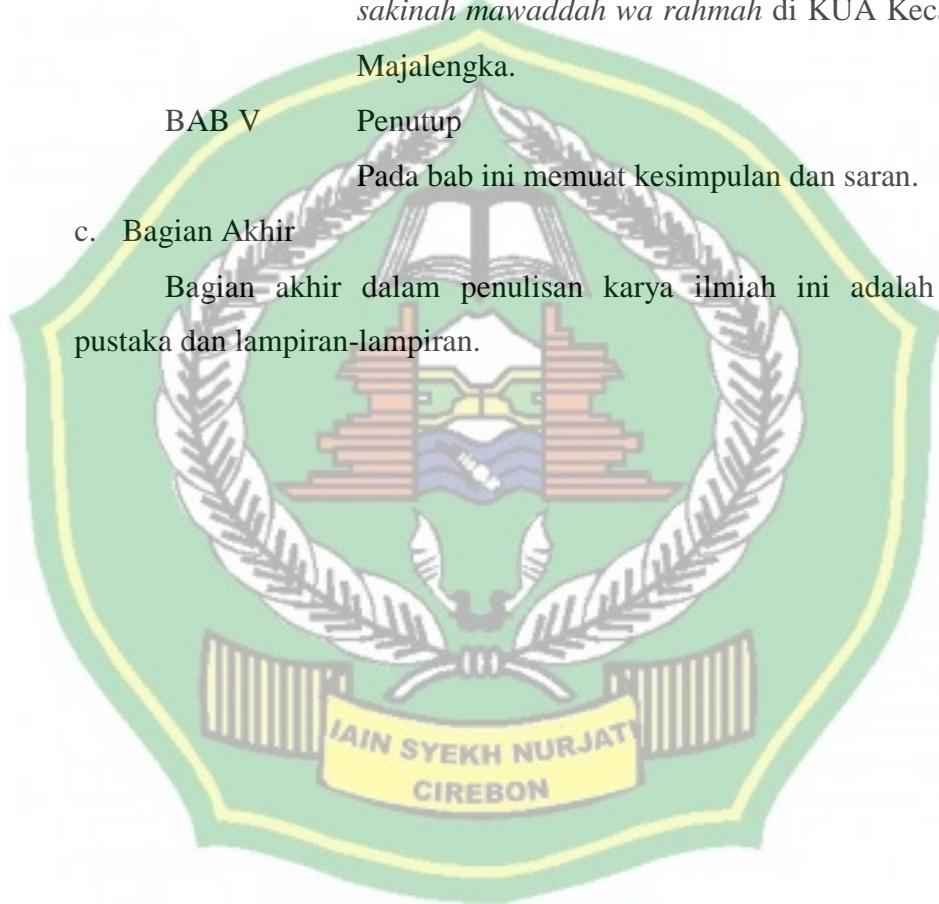 sakinah mawaddah wa rahmah di KUA
Majalengka.
BAB V Penutup
Pada bab ini memuat kesimpulan dan saran.
c. Bagian Akhir
Bagian akhir dalam penulisan karya ilmiah ini adalah
pustaka dan lampiran-lampiran.
IAIN SYEKH NURJATI
CIREBON